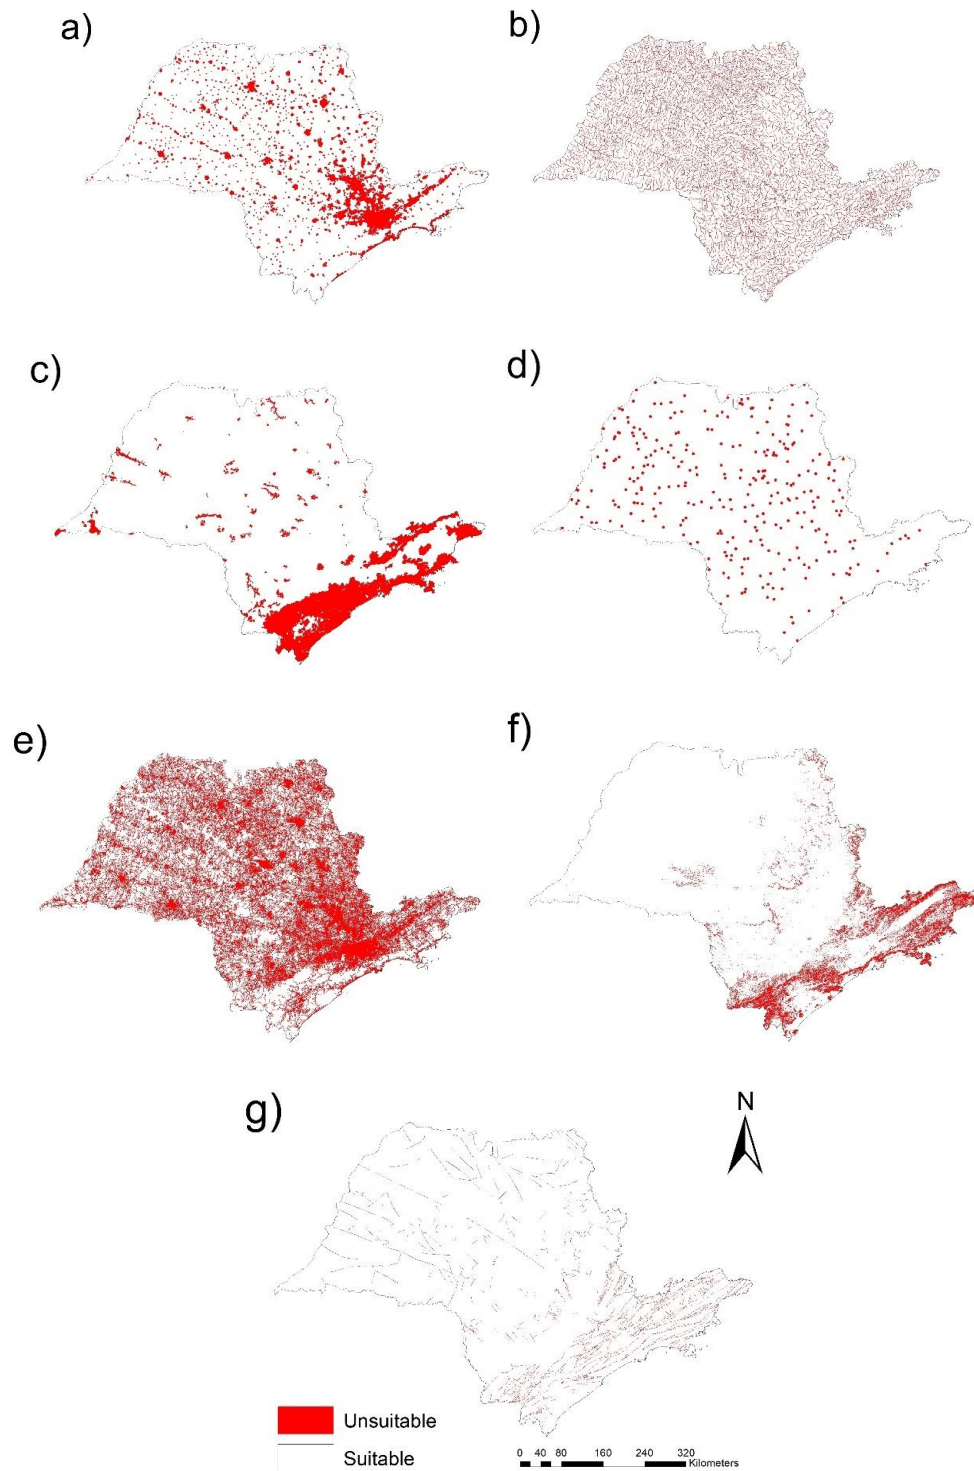 a)
b)
c)
d)
e)
f)
g)
N
Unsuitable
Suitable
0 40 80 160 240 320
Kilometers